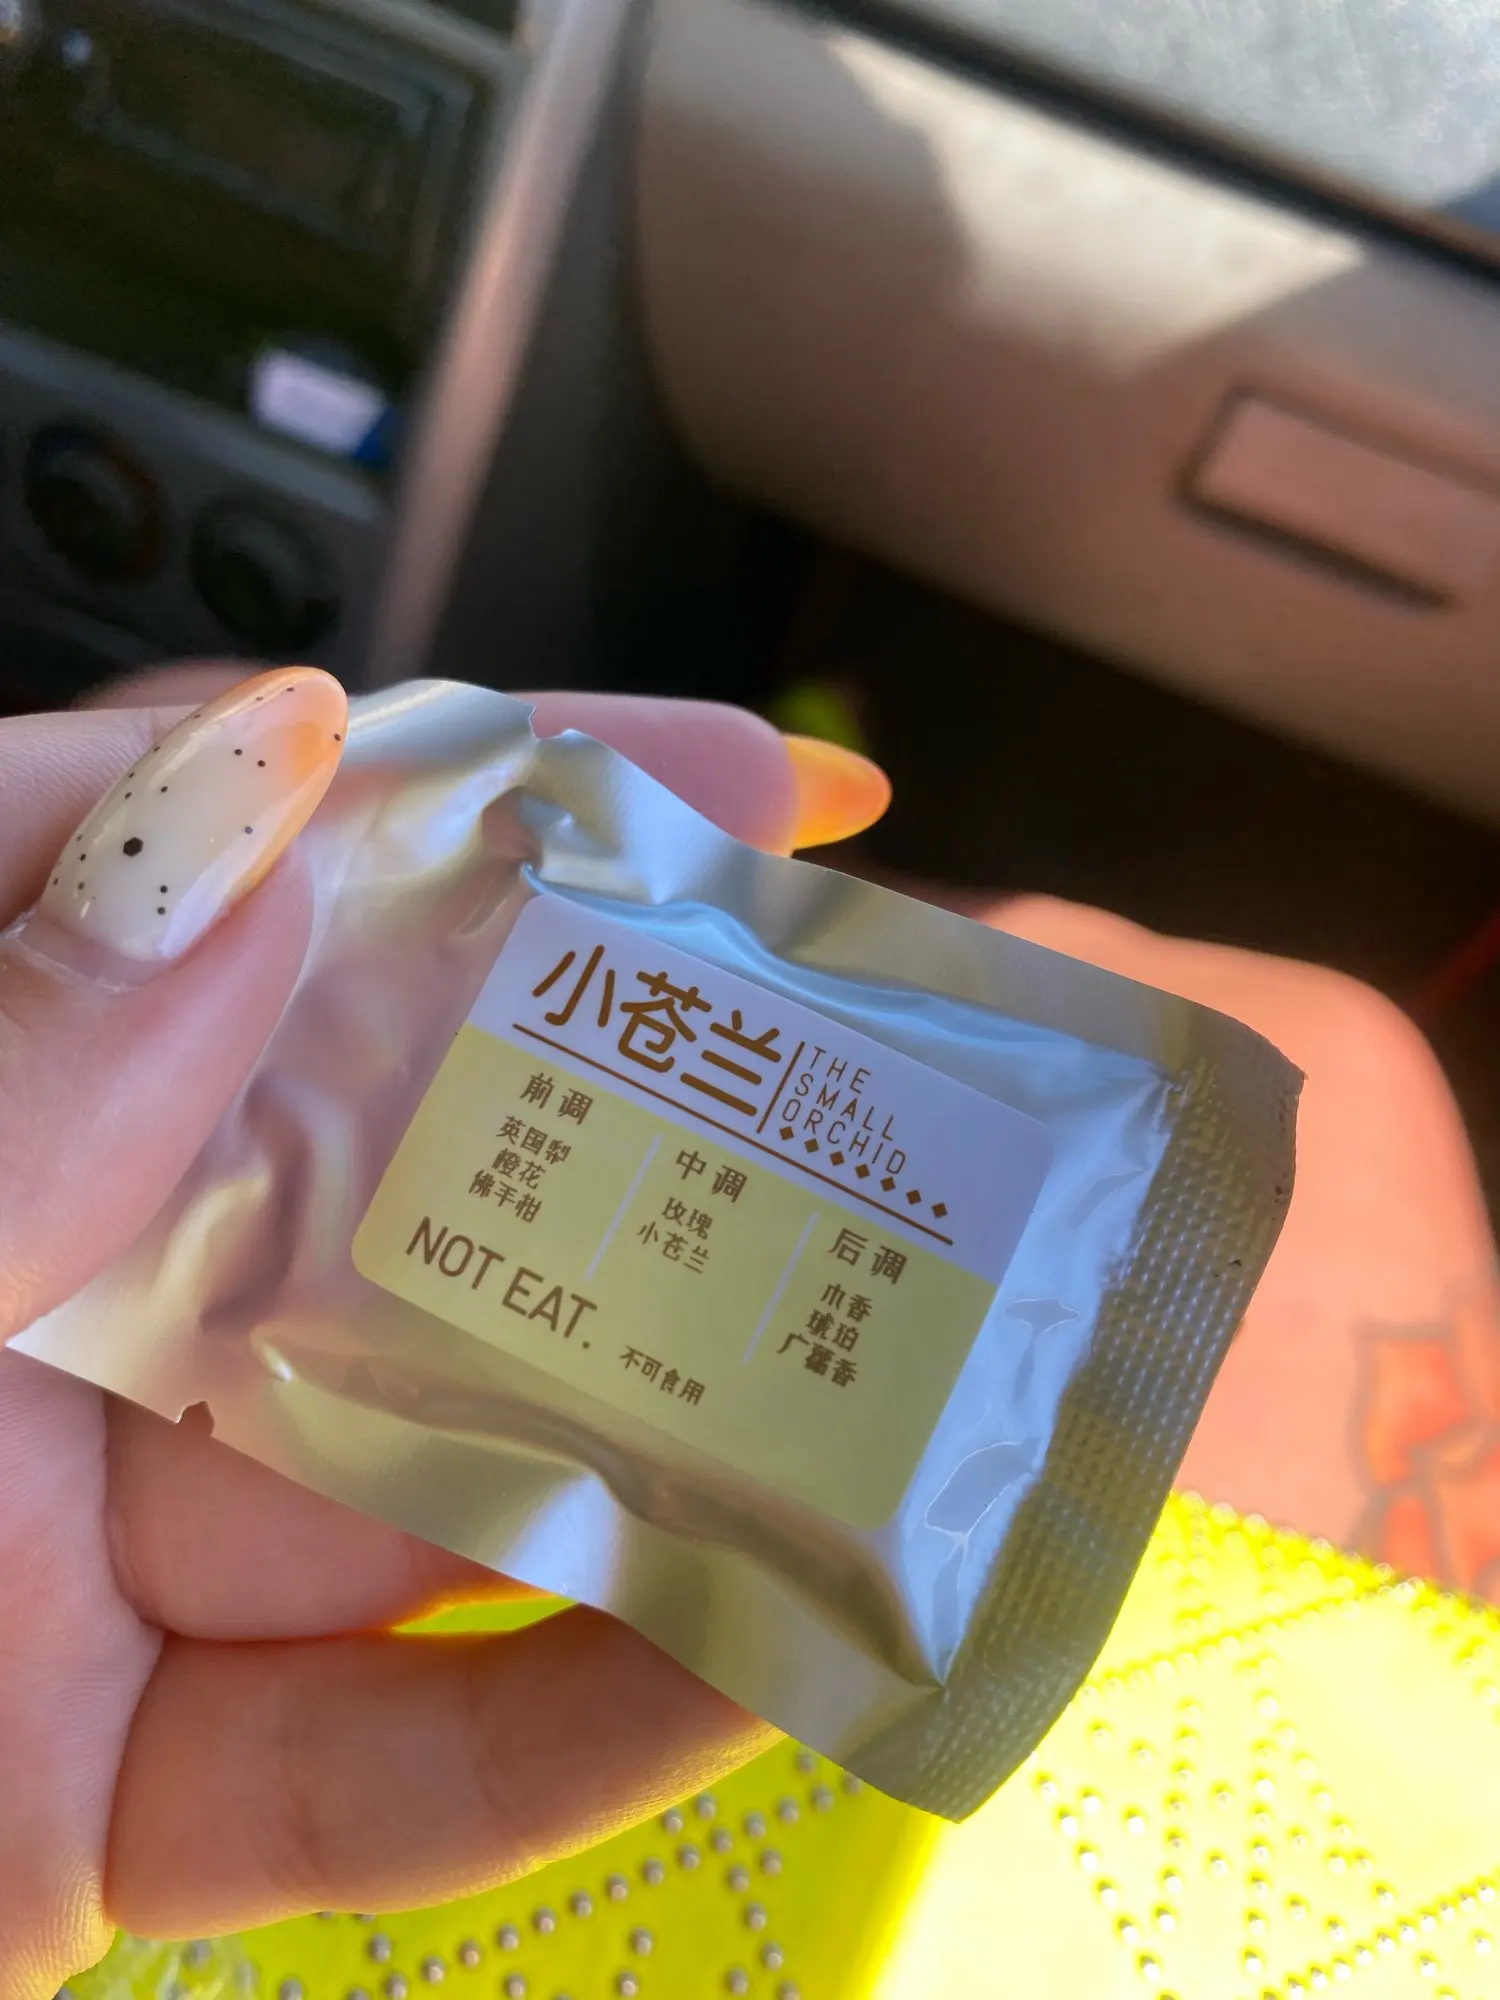 小苍兰
THE
SMALL
ORCHID
前调
英国梨
橙花
佛手柑
中调
玫瑰
小苍兰
后调
木香
琥珀
广藿香
NOT EAT.
不可食用